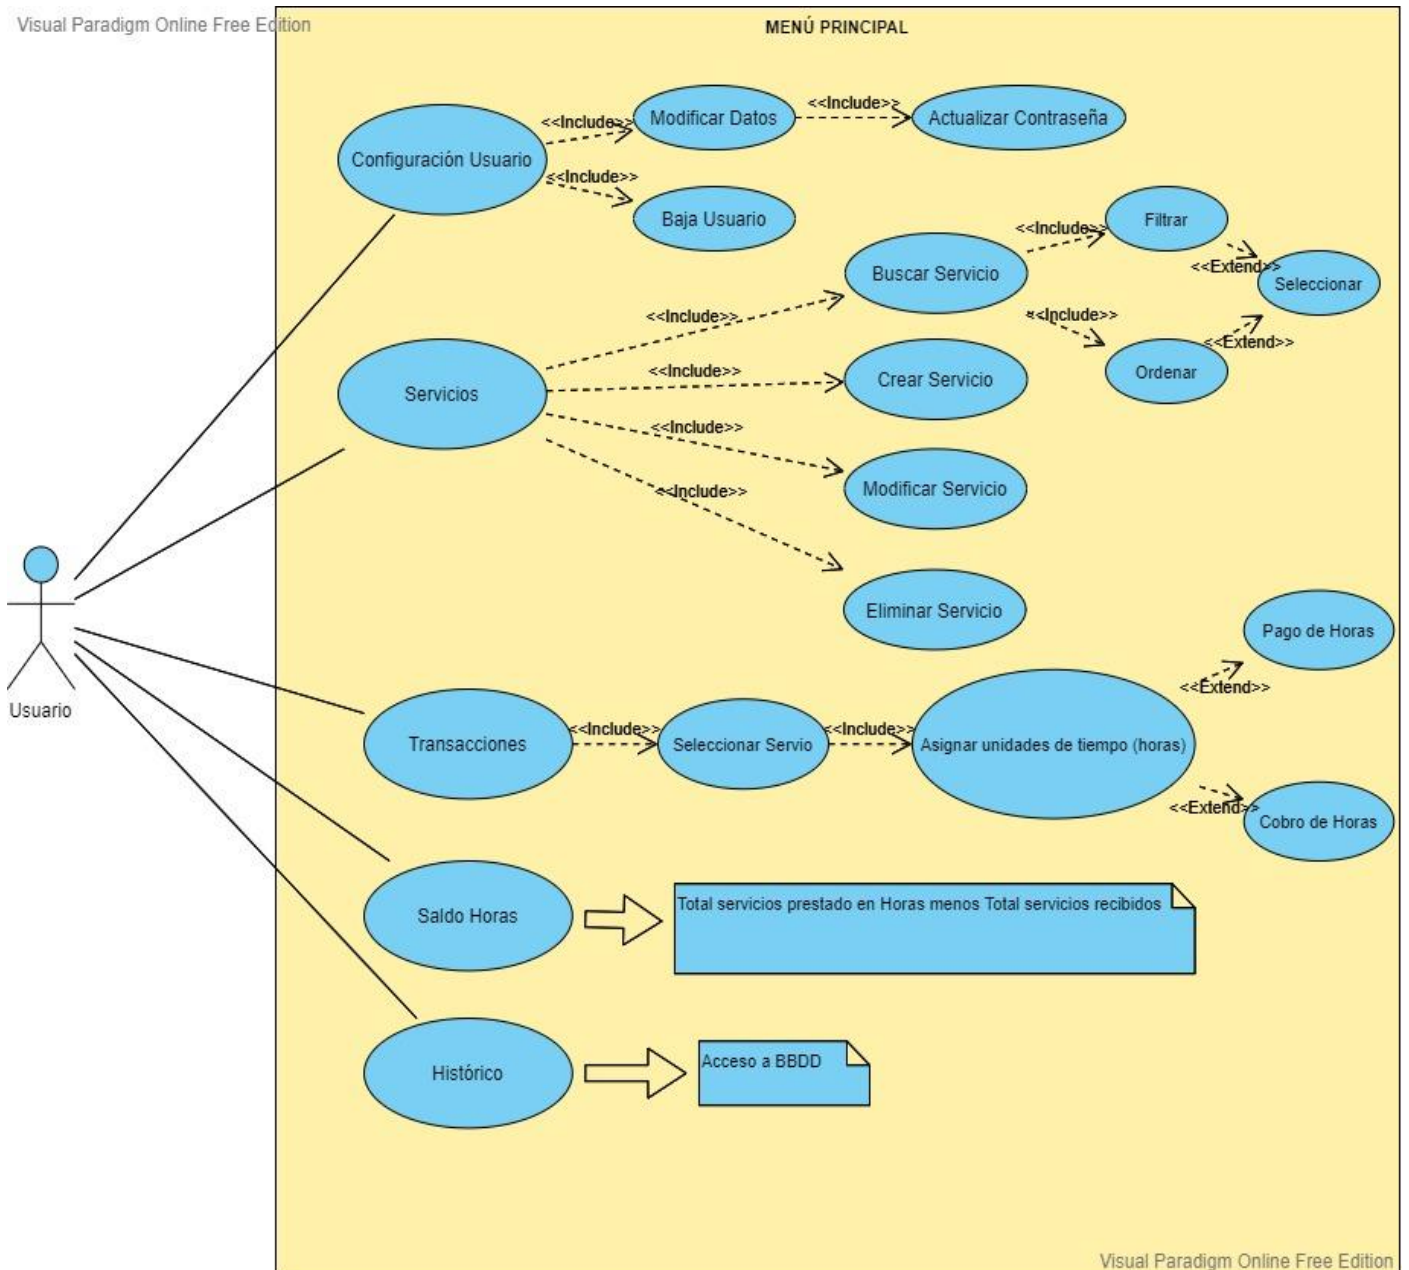 Visual Paradigm Online Free Edition
MENÚ PRINCIPAL
<<Include>>
Modificar Datos
<<Include>>
Actualizar Contraseña
Configuración Usuario
<<Include>>
Baja Usuario
<<Include>>
Filtrar
Buscar Servicio
<<Extend>>
Seleccionar
<<Include>>
<<Include>>
<<Extend>>
Servicios
<<Include>>
Crear Servicio
Ordenar
<<Include>>
Modificar Servicio
<<Include>>
Eliminar Servicio
Pago de Horas
<<Extend>>
Usuario
Transacciones
<<Include>>
Seleccionar Servio
<<Include>>
Asignar unidades de tiempo (horas)
<<Extend>>
Cobro de Horas
Saldo Horas
Total servicios prestado en Horas menos Total servicios recibidos
Histórico
Acceso a BBDD
Visual Paradigm Online Free Edition